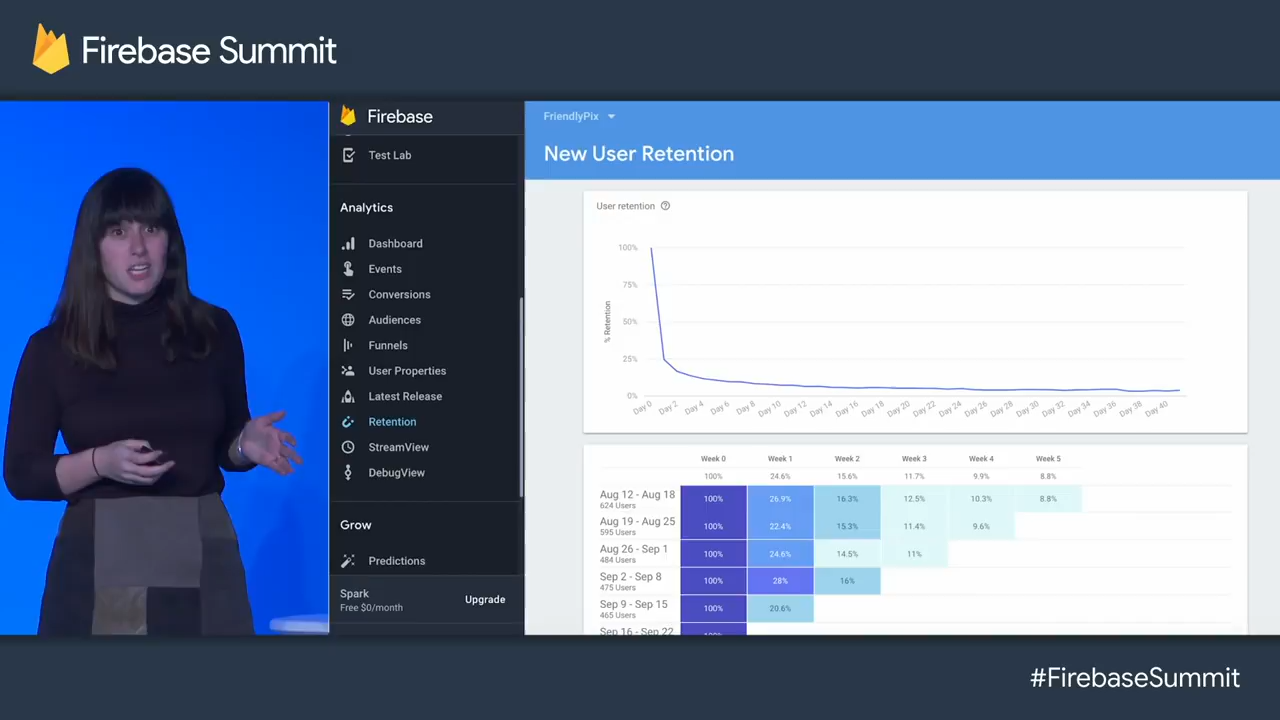 Firebase Summit
Firebase
Test Lab
Analytics
Dashboard
Events
Conversions
Audiences
Funnels
User Properties
Latest Release
Retention
StreamView
DebugView
Grow
Predictions
Spark
Free $0/month
Upgrade
FriendlyPix
New User Retention
User retention
100%
75%
50%
25%
0%
% Retention
Day 0 Day 2 Day 4 Day 6 Day 8 Day 10 Day 12 Day 14 Day 16 Day 18 Day 20 Day 22 Day 24 Day 26 Day 28 Day 30 Day 32 Day 34 Day 36 Day 38 Day 40
Week 0 Week 1 Week 2 Week 3 Week 4 Week 5
100% 24.6% 15.6% 11.7% 9.9% 8.8%
Aug 12 - Aug 18
624 Users
100% 26.9% 16.3% 12.5% 10.3% 8.8%
Aug 19 - Aug 25
595 Users
100% 22.4% 15.3% 11.4% 9.6%
Aug 26 - Sep 1
484 Users
100% 24.6% 14.5% 11%
Sep 2 - Sep 8
475 Users
100% 28% 16%
Sep 9 - Sep 15
465 Users
100% 20.6%
Sep 16 - Sep 22
100%
#FirebaseSummit